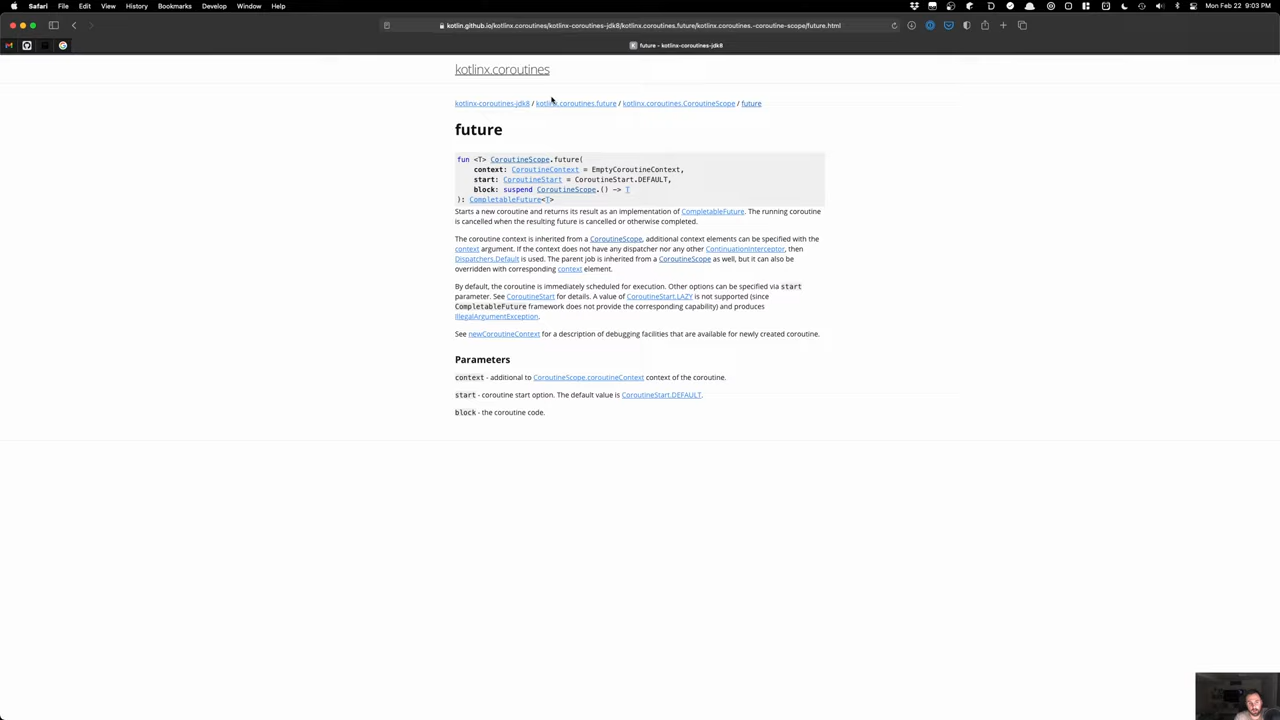 Safari File Edit View History Bookmarks Develop Window Help Mon Feb 22 9:03 PM
kotlin.github.io/kotlinx.coroutines/kotlinx-coroutines-jdk8/kotlinx.coroutines.future/kotlinx.coroutines.-coroutine-scope/future.html
future - kotlinx-coroutines-jdk8
kotlinx.coroutines
kotlinx-coroutines-jdk8 / kotlinx.coroutines.future / kotlinx.coroutines.CoroutineScope / future
future
fun <T> CoroutineScope.future(
context: CoroutineContext = EmptyCoroutineContext,
start: CoroutineStart = CoroutineStart.DEFAULT,
block: suspend CoroutineScope.() -> T
): CompletableFuture<T>
Starts a new coroutine and returns its result as an implementation of CompletableFuture. The running coroutine
is cancelled when the resulting future is cancelled or otherwise completed.
The coroutine context is inherited from a CoroutineScope, additional context elements can be specified with the
context argument. If the context does not have any dispatcher nor any other ContinuationInterceptor, then
Dispatchers.Default is used. The parent job is inherited from a CoroutineScope as well, but it can also be
overridden with corresponding context element.
By default, the coroutine is immediately scheduled for execution. Other options can be specified via start
parameter. See CoroutineStart for details. A value of CoroutineStart.LAZY is not supported (since
CompletableFuture framework does not provide the corresponding capability) and produces
IllegalArgumentException.
See newCoroutineContext for a description of debugging facilities that are available for newly created coroutine.
Parameters
context - additional to CoroutineScope.coroutineContext context of the coroutine.
start - coroutine start option. The default value is CoroutineStart.DEFAULT.
block - the coroutine code.